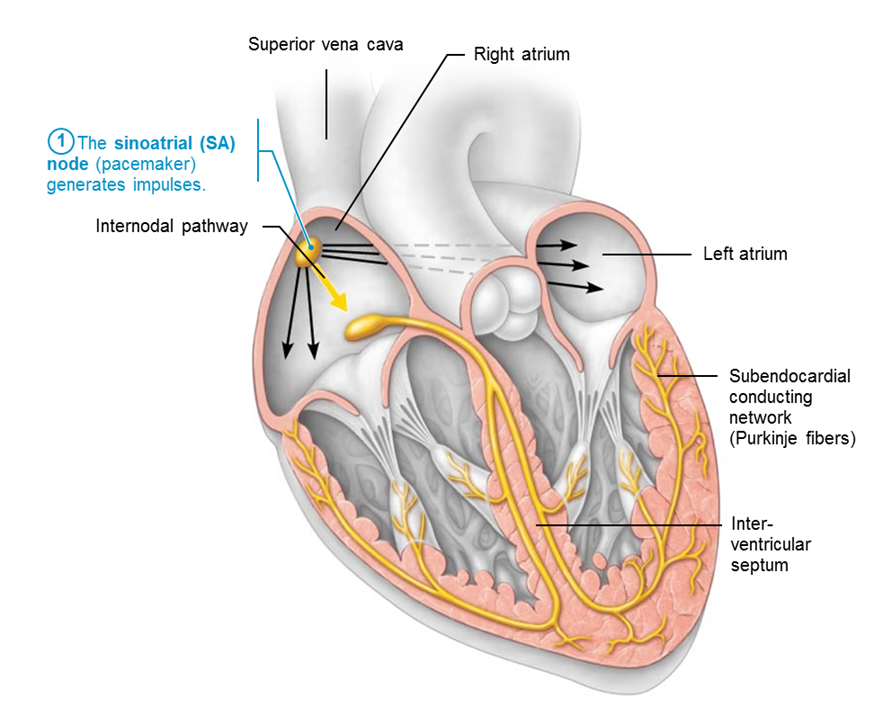 Superior vena cava
Right atrium
1 The sinoatrial (SA)
node (pacemaker)
generates impulses.
Internodal pathway
Left atrium
Subendocardial
conducting
network
(Purkinje fibers)
Inter-
ventricular
septum